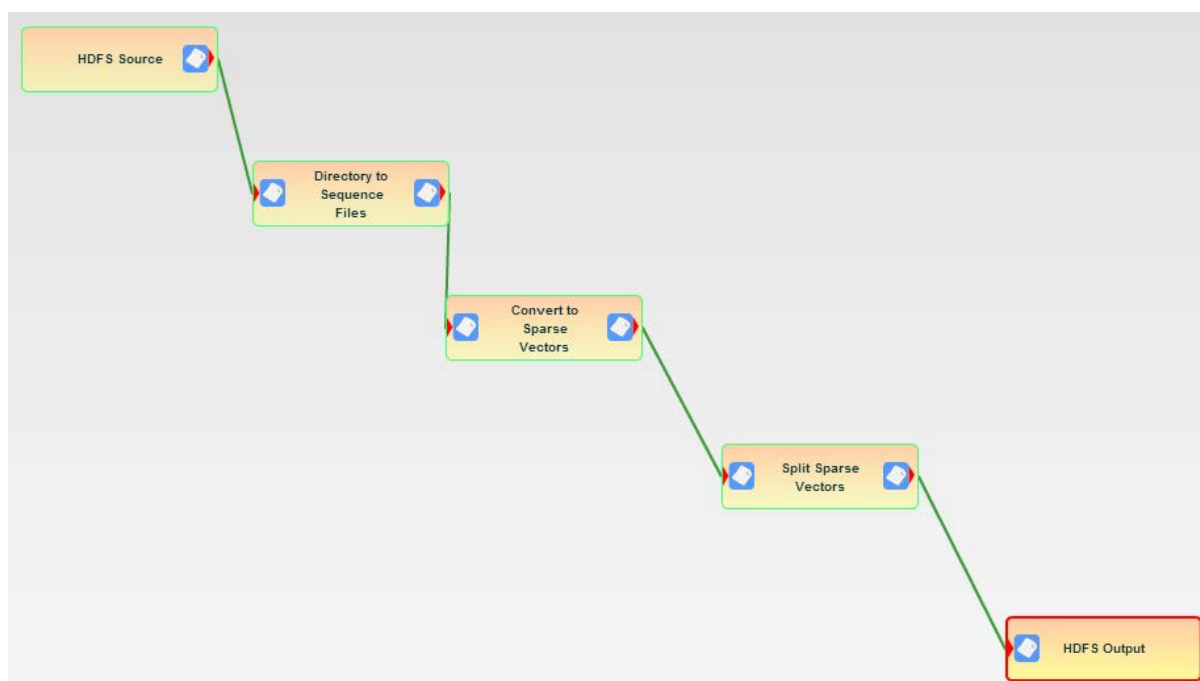 HDFS Source
Directory to
Sequence
Files
Convert to
Sparse
Vectors
Split Sparse
Vectors
HDFS Output